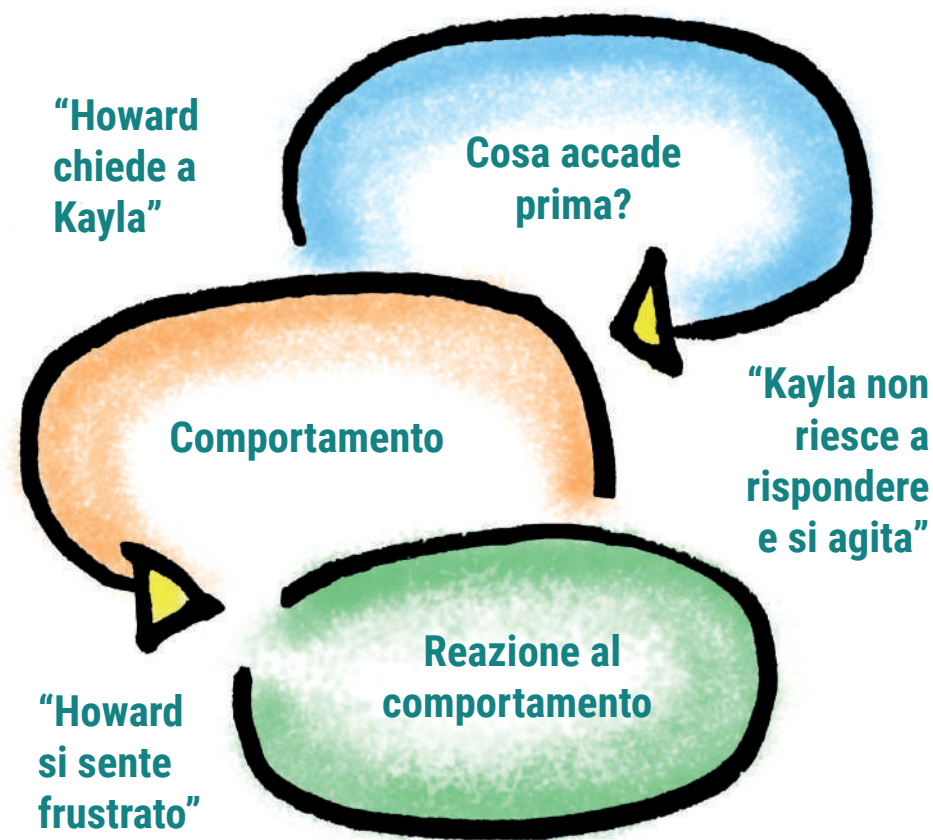 “Howard
chiede a
Kayla”
Cosa accade
prima?
Comportamento
“Kayla non
riesce a
rispondere
e si agita”
Reazione al
comportamento
“Howard
si sente
frustrato”